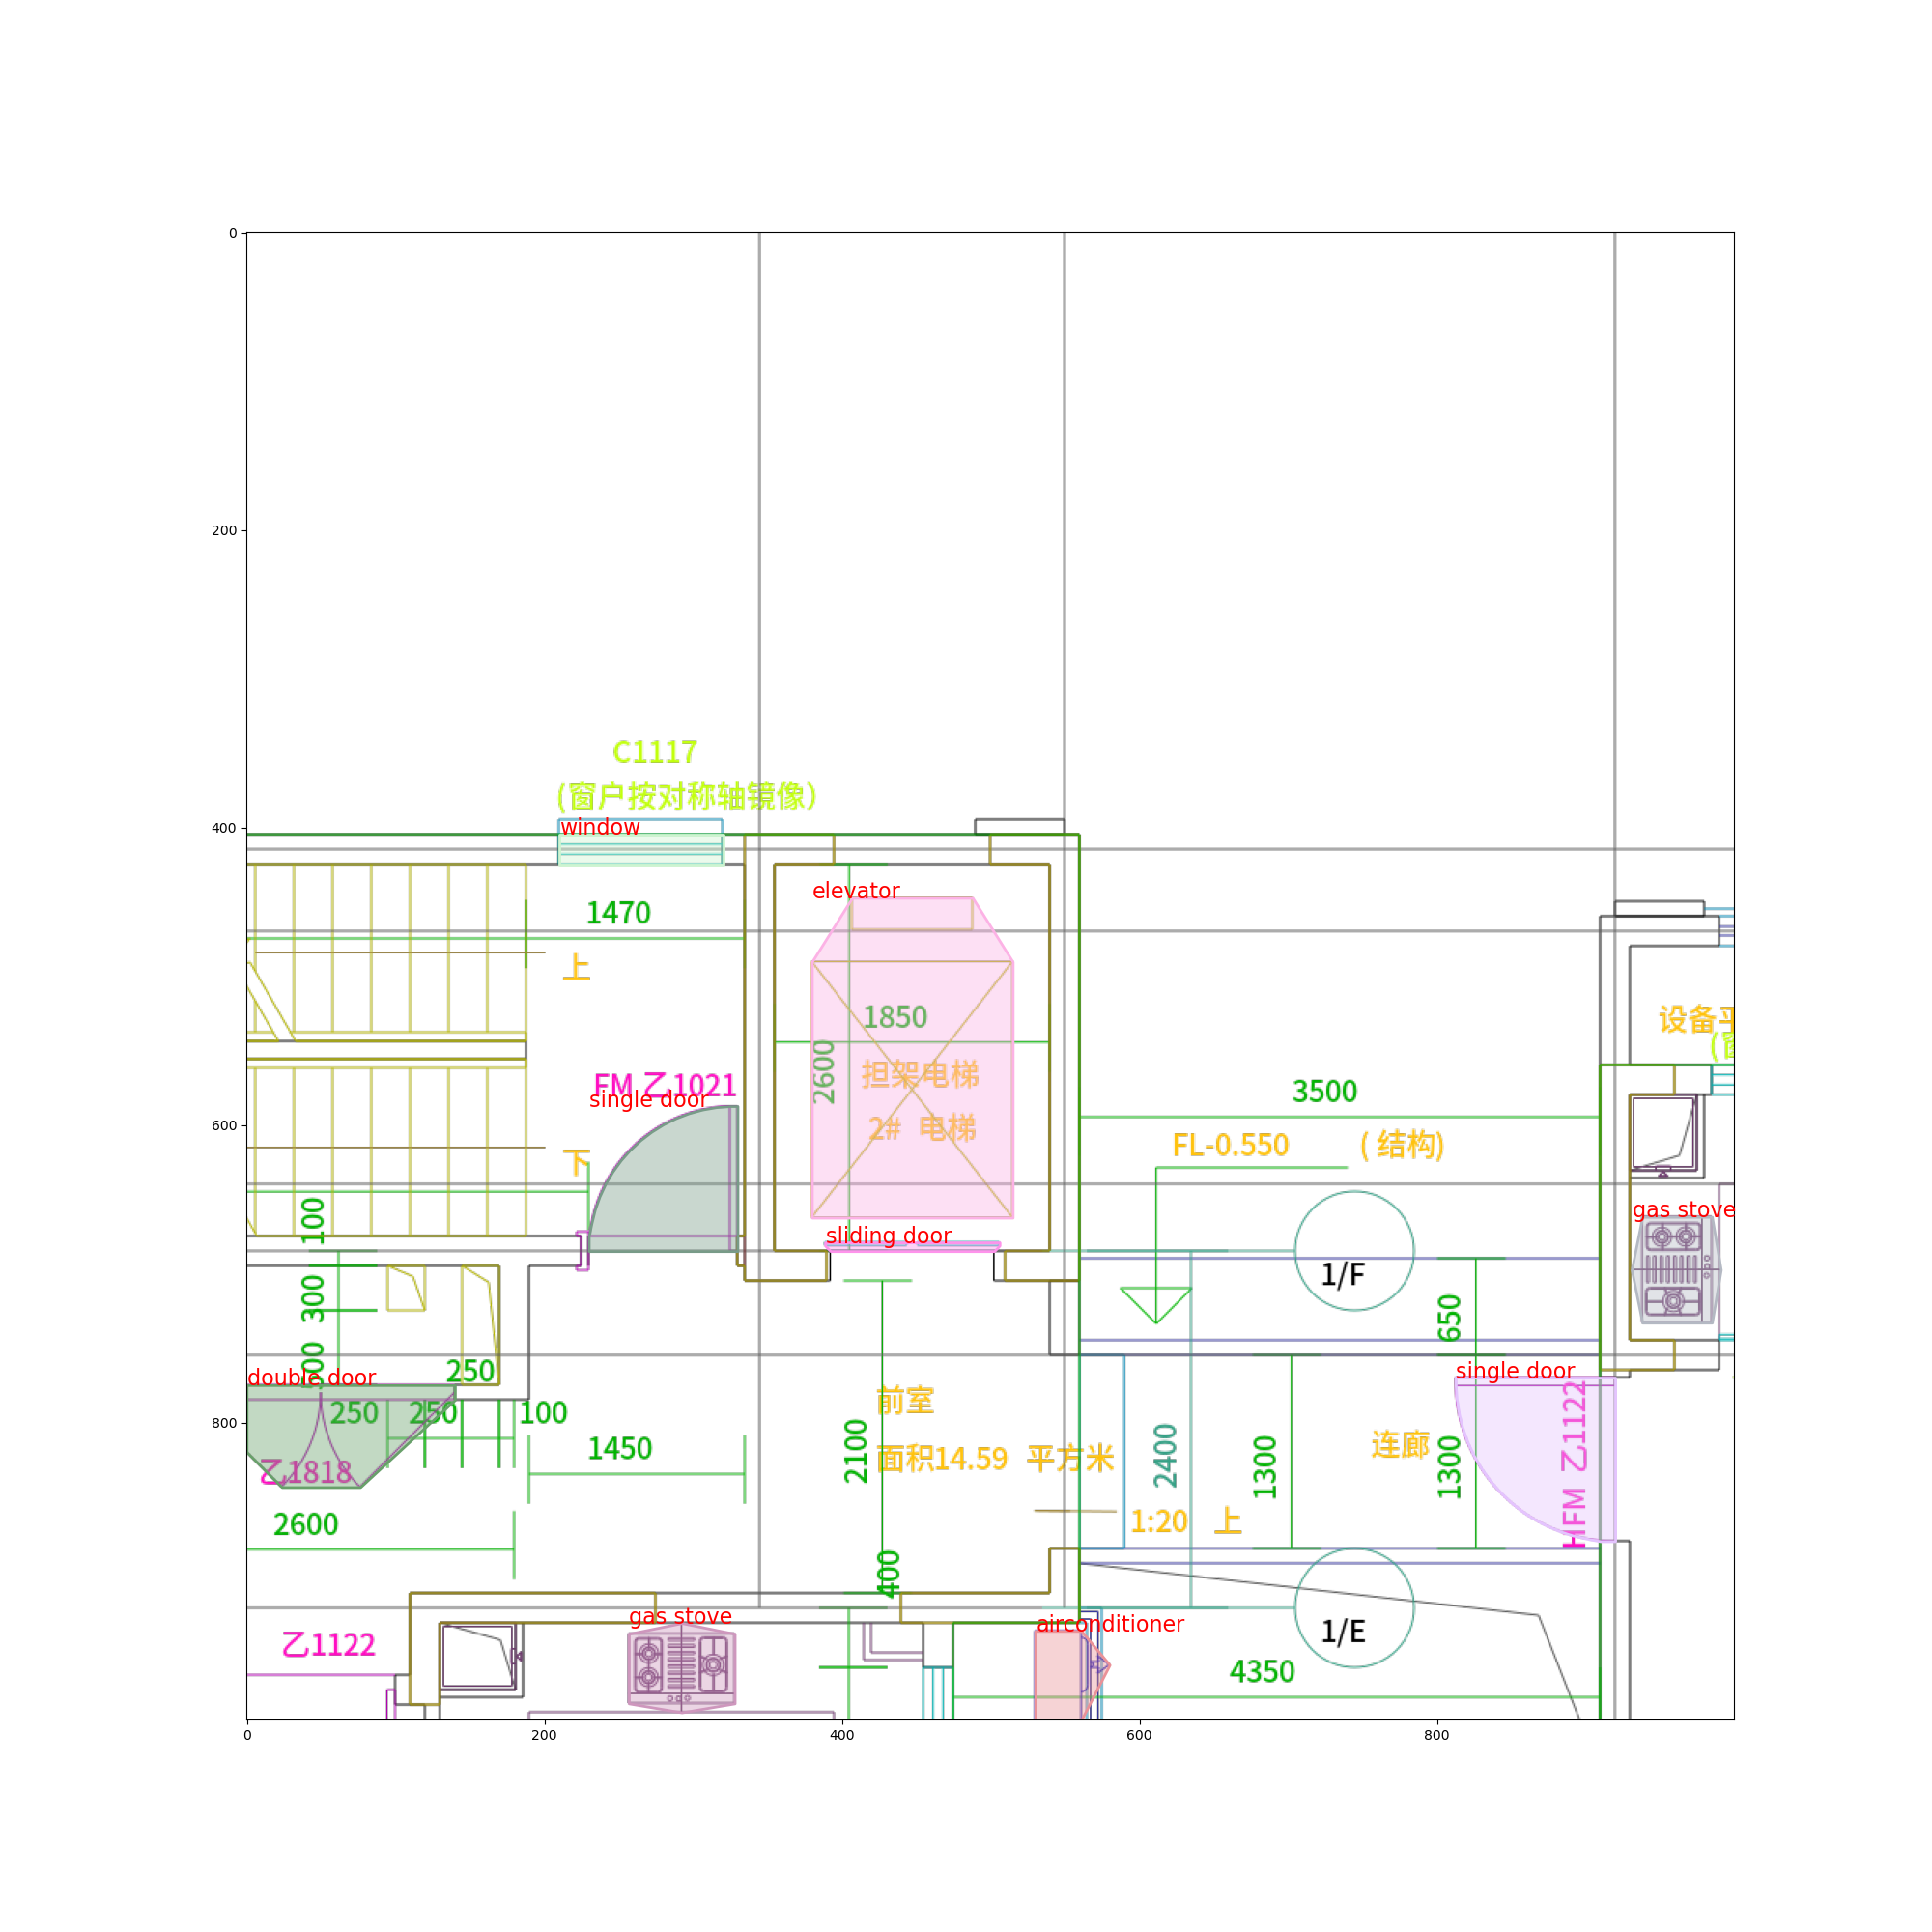 0
200
400
600
800
0
200
400
600
800
C1117
(窗户按对称轴镜像)
window
elevator
1470
上
1850
2600
担架电梯
2# 电梯
FM 乙1021
single door
下
sliding door
设备平
(窗
3500
FL-0.550 ( 结构)
gas stove
1/F
650
100
300
double door
250
250
250
100
乙1818
1450
2600
前室
面积14.59 平方米
2100
400
2400
1300
连廊
1300
single door
HFM 乙1122
1:20 上
乙1122
gas stove
airconditioner
1/E
4350